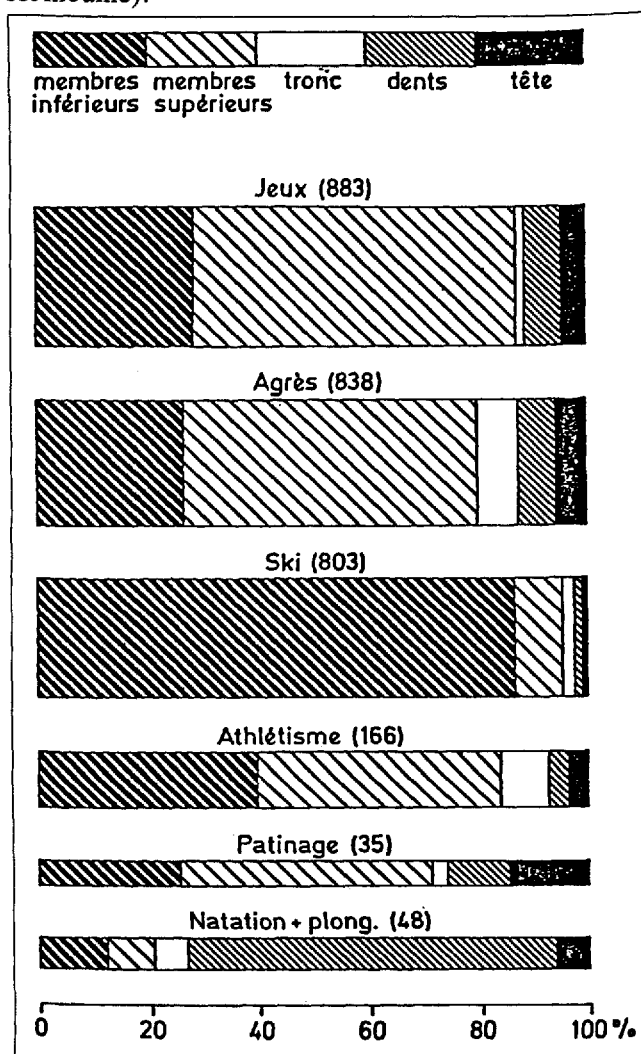 membres membres tronc dents tête
inférieurs supérieurs
Jeux (883)
Agrès (838)
Ski (803)
Athlétisme (166)
Patinage (35)
Natation + plong. (48)
0 20 40 60 80 100 %